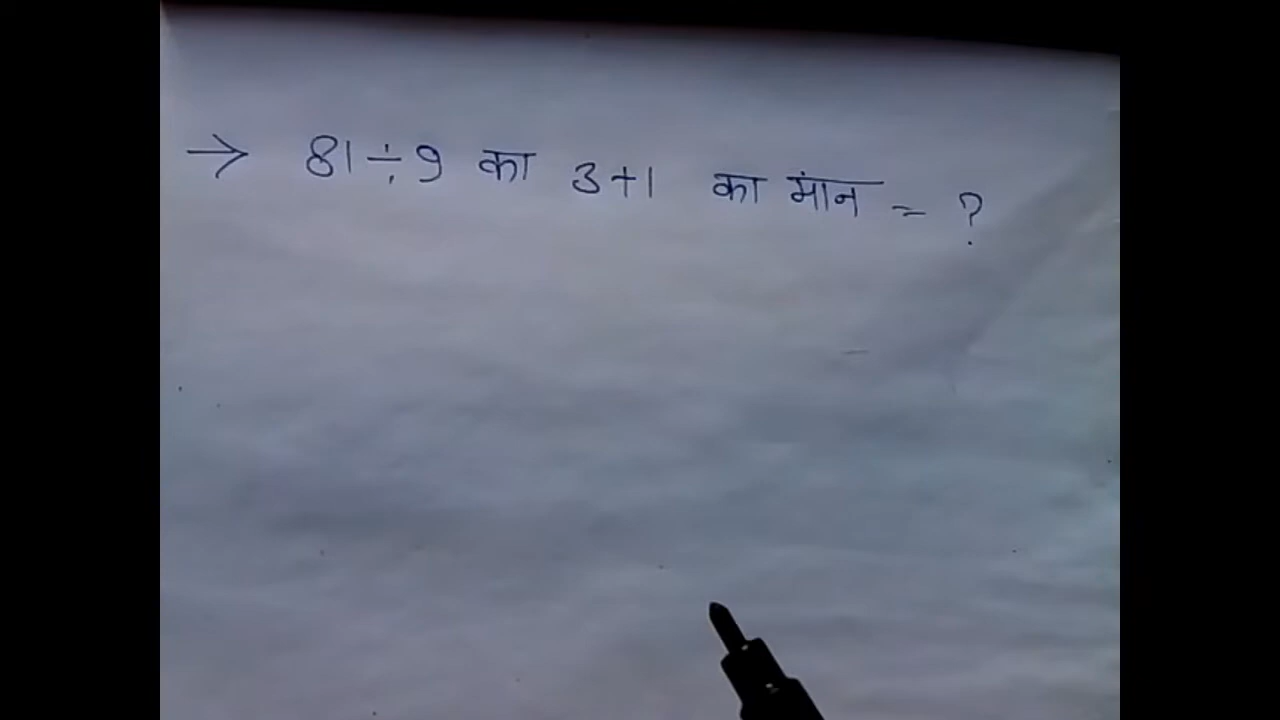 → 81÷9 का 3+1 का मान = ?